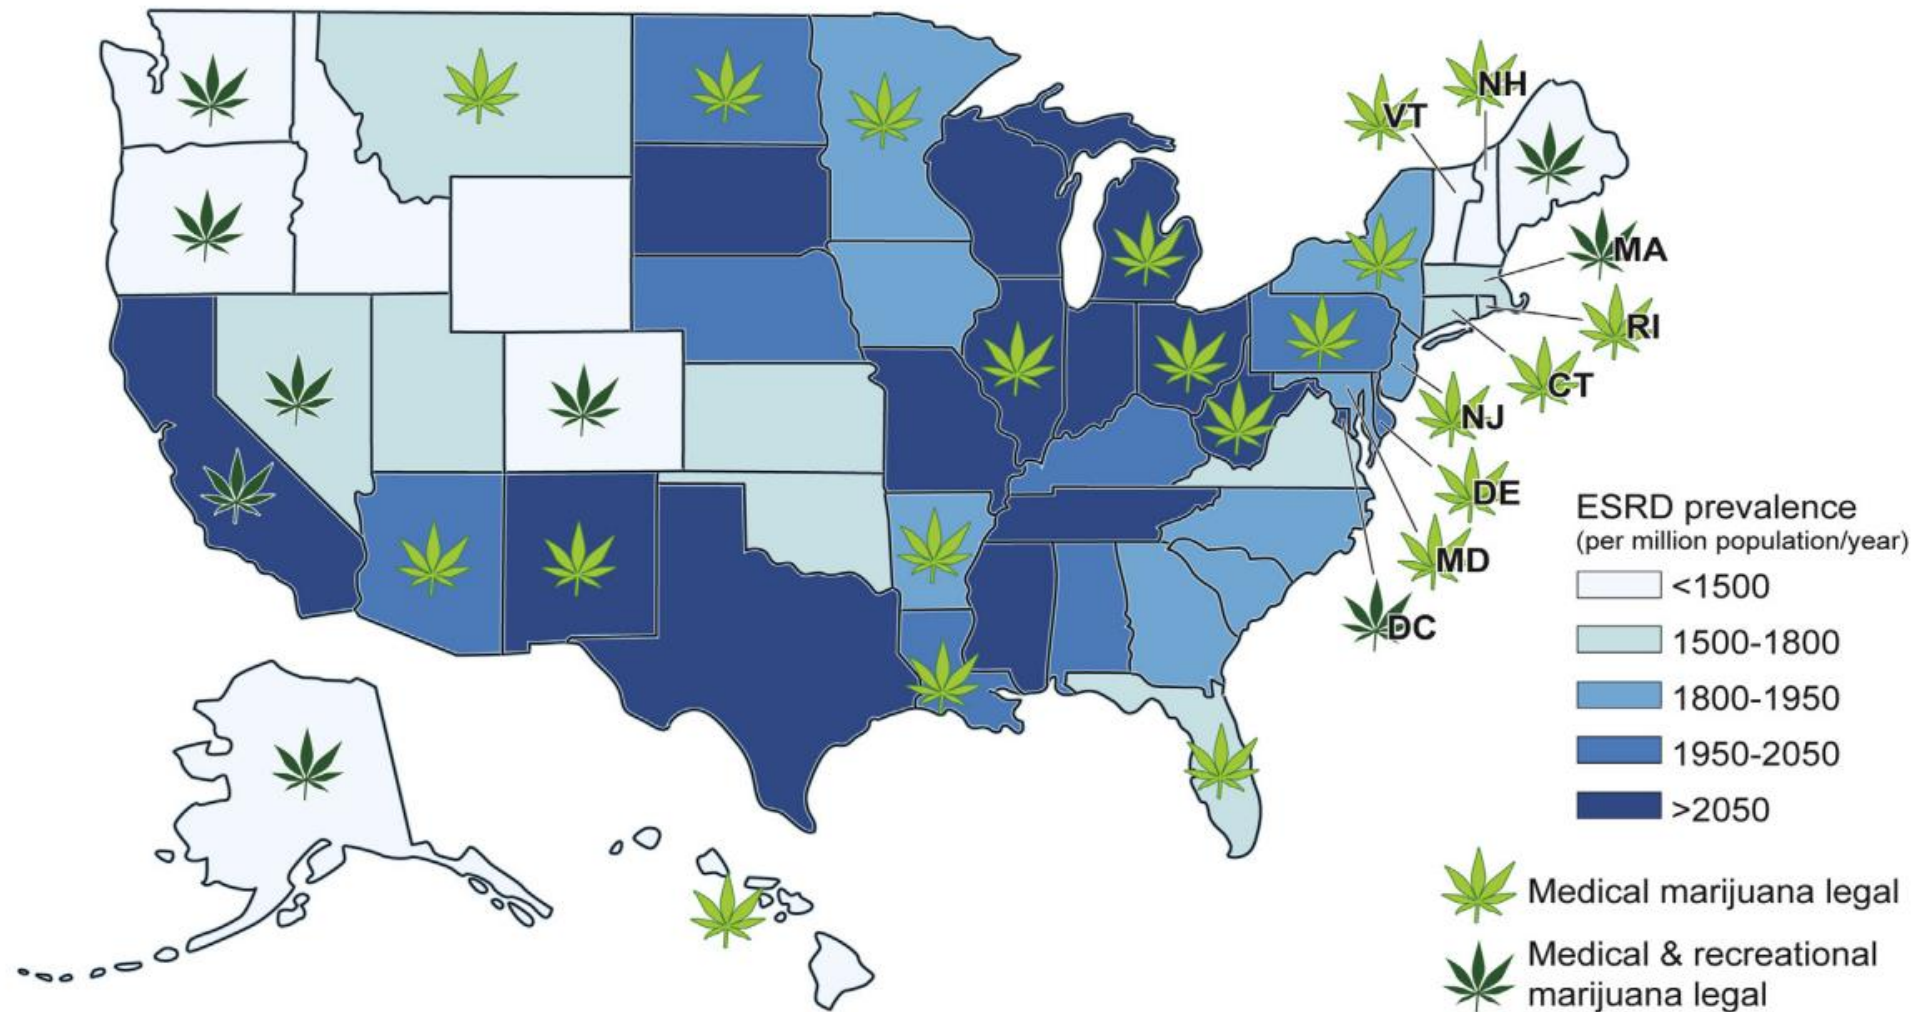 NH
VT
MA
RI
CT
NJ
DE
MD
DC
ESRD prevalence
(per million population/year)
<1500
1500-1800
1800-1950
1950-2050
>2050
Medical marijuana legal
Medical & recreational
marijuana legal